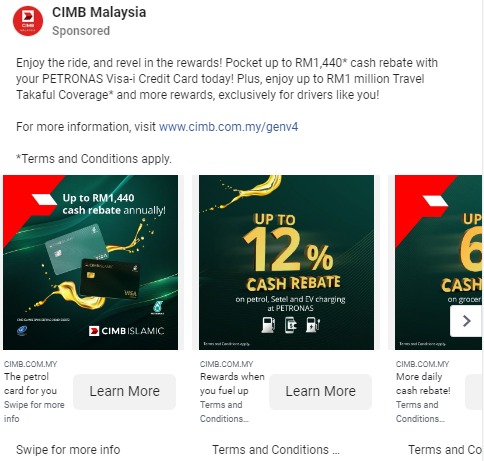 CIMB
CIMB Malaysia
Sponsored
Enjoy the ride, and revel in the rewards! Pocket up to RM1,440* cash rebate with
your PETRONAS Visa-i Credit Card today! Plus, enjoy up to RM1 million Travel
Takaful Coverage* and more rewards, exclusively for drivers like you!
For more information, visit www.cimb.com.my/genv4
*Terms and Conditions apply.
Up to RM1,440
cash rebate annually!
VISA
CIMB ISLAMIC
UP TO
12%
CASH REBATE
on petrol, Setel and EV charging
at PETRONAS
Terms and Conditions apply.
UP
6
CASH
on grocer
CIMB.COM.MY
The petrol
card for you
Swipe for more
info
Learn More
CIMB.COM.MY
Rewards when
you fuel up
Terms and
Conditions…
Learn More
CIMB.COM.MY
More daily
cash rebate!
Terms and
Conditions…
Swipe for more info
Terms and Conditions …
Terms and Co